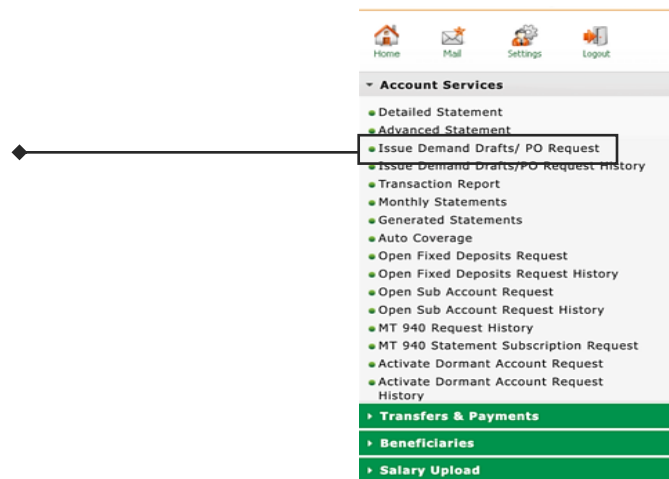 Home Mail Settings Logout
Account Services
Detailed Statement
Advanced Statement
Issue Demand Drafts/ PO Request
Issue Demand Drafts/PO Request History
Transaction Report
Monthly Statements
Generated Statements
Auto Coverage
Open Fixed Deposits Request
Open Fixed Deposits Request History
Open Sub Account Request
Open Sub Account Request History
MT 940 Request History
MT 940 Statement Subscription Request
Activate Dormant Account Request
Activate Dormant Account Request
History
Transfers & Payments
Beneficiaries
Salary Upload